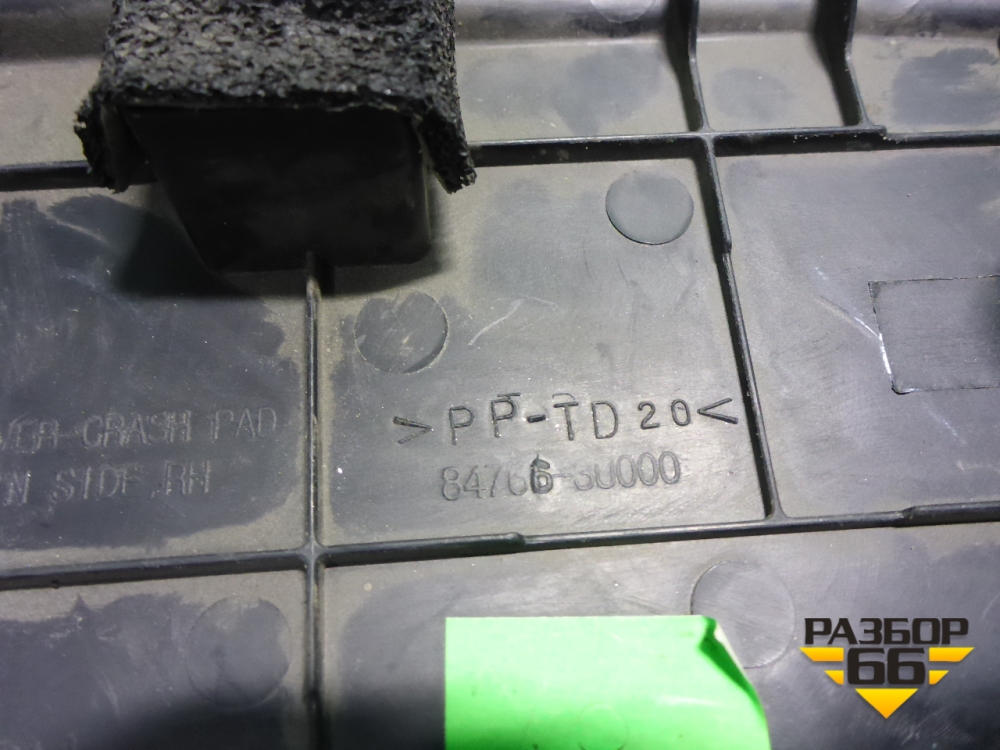 >PP-TD20<
CRASH PAD
84766-3U000
SIDE,RH
РАЗБОР
66